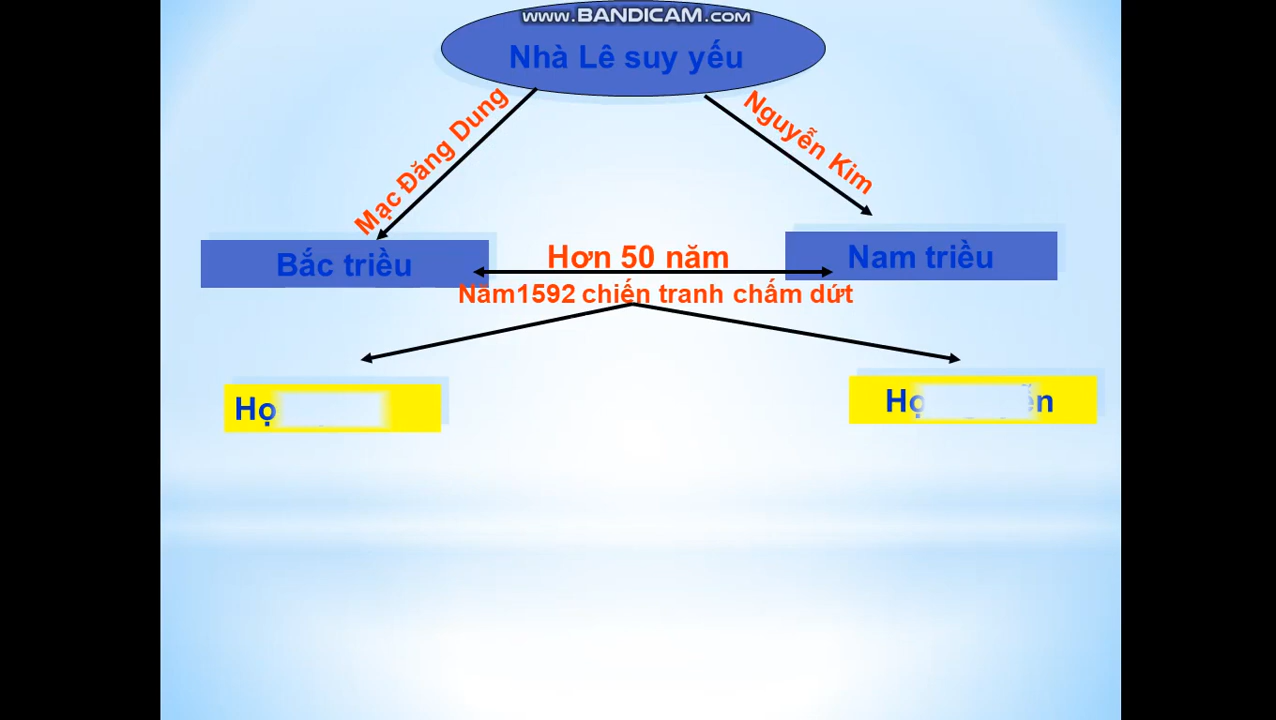 www.BANDICAM.com
Nhà Lê suy yếu
Mạc Đăng Dung
Nguyễn Kim
Bắc triều
Hơn 50 năm
Nam triều
Năm1592 chiến tranh chấm dứt
Họ
Họ